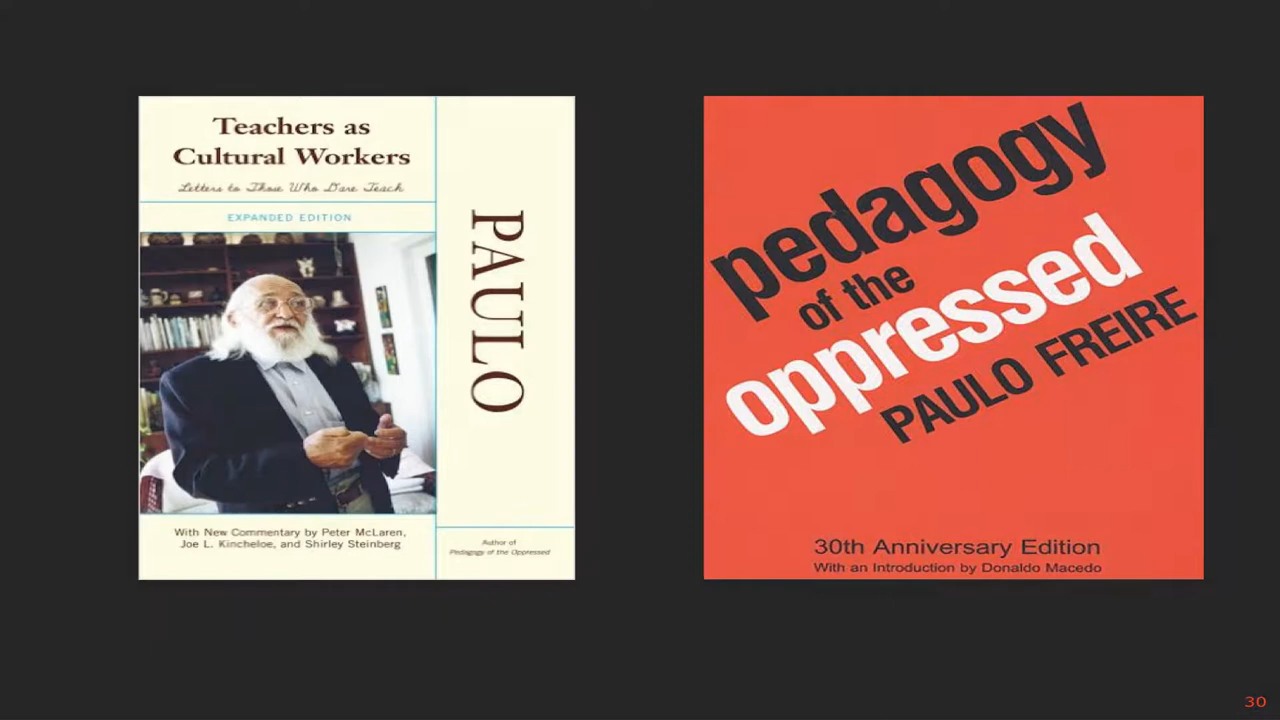 Teachers as
Cultural Workers
Letters to Those Who Dare Teach
EXPANDED EDITION
PAULO
With New Commentary by Peter McLaren,
Joe L. Kincheloe, and Shirley Steinberg
Author of
Pedagogy of the Oppressed
pedagogy
of the
oppressed
PAULO FREIRE
30th Anniversary Edition
With an Introduction by Donaldo Macedo
30